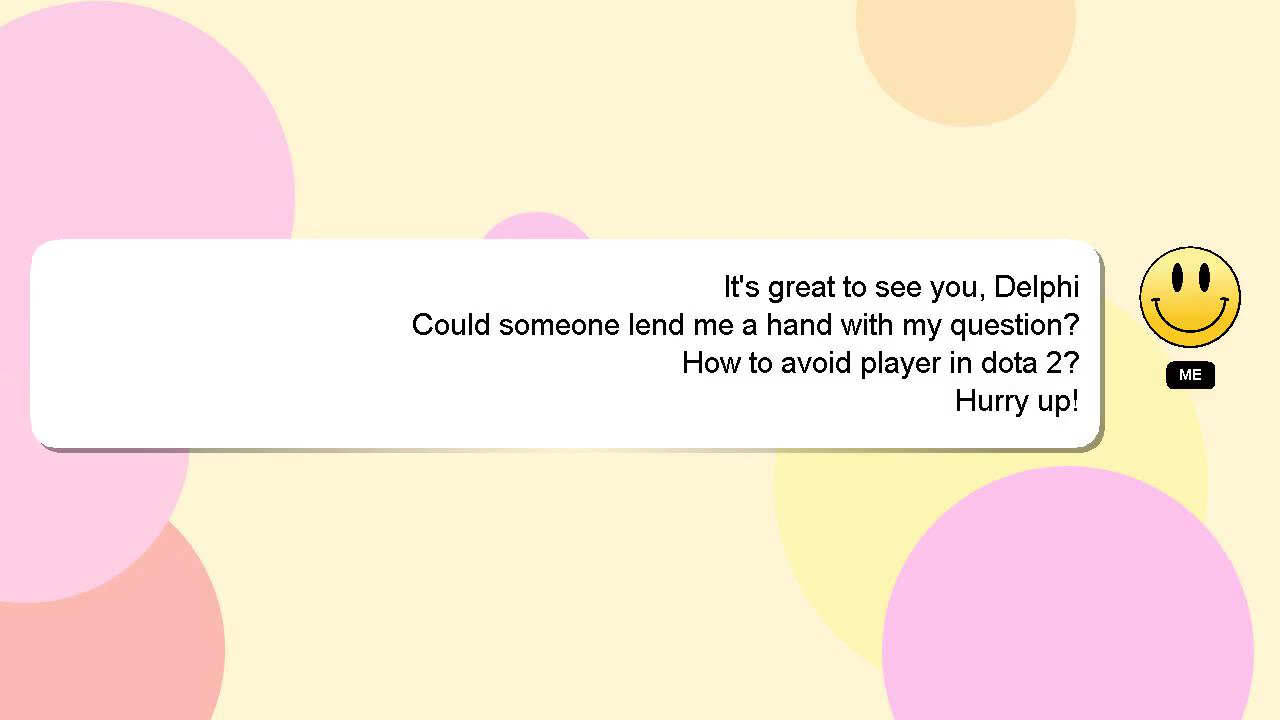 It's great to see you, Delphi
Could someone lend me a hand with my question?
How to avoid player in dota 2?
Hurry up!
ME